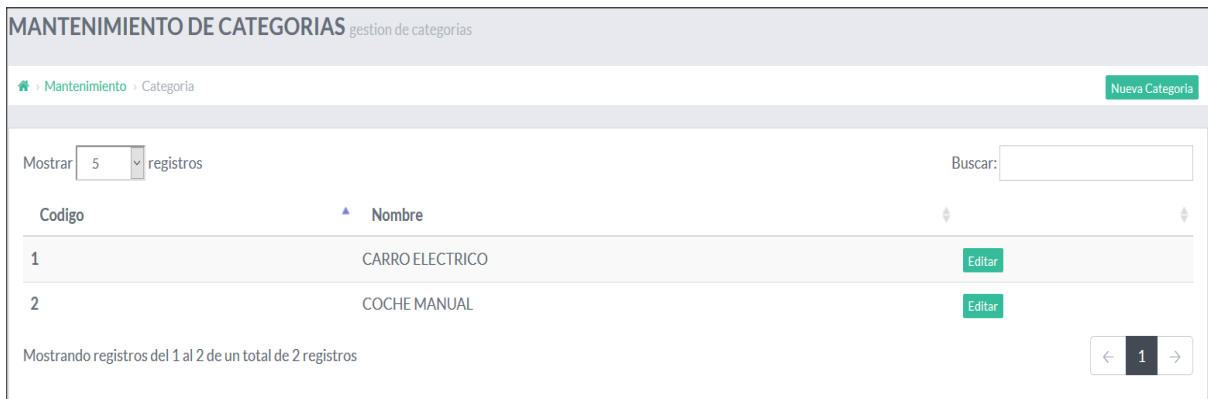 MANTENIMIENTO DE CATEGORIAS gestion de categorias
Mantenimiento › Categoria
Nueva Categoria
Mostrar 5 registros
Buscar:
Codigo Nombre
1 CARRO ELECTRICO Editar
2 COCHE MANUAL Editar
Mostrando registros del 1 al 2 de un total de 2 registros
← 1 →